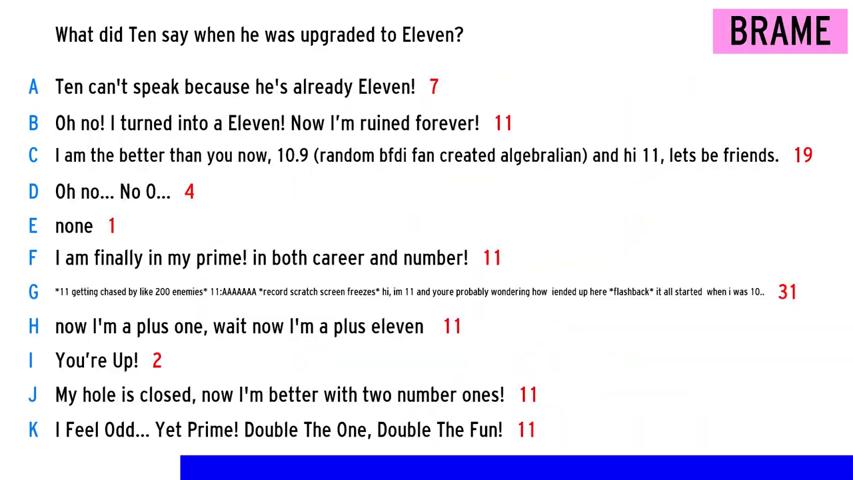 What did Ten say when he was upgraded to Eleven?
BRAME
A Ten can't speak because he's already Eleven! 7
B Oh no! I turned into a Eleven! Now I'm ruined forever! 11
C I am the better than you now, 10.9 (random bfdi fan created algebralian) and hi 11, lets be friends. 19
D Oh no... No 0... 4
E none 1
F I am finally in my prime! in both career and number! 11
G *11 getting chased by like 200 enemies* 11:AAAAAAA *record scratch screen freezes* hi, im 11 and youre probably wondering how iended up here *flashback* it all started when i was 10.. 31
H now I'm a plus one, wait now I'm a plus eleven 11
I You're Up! 2
J My hole is closed, now I'm better with two number ones! 11
K I Feel Odd... Yet Prime! Double The One, Double The Fun! 11